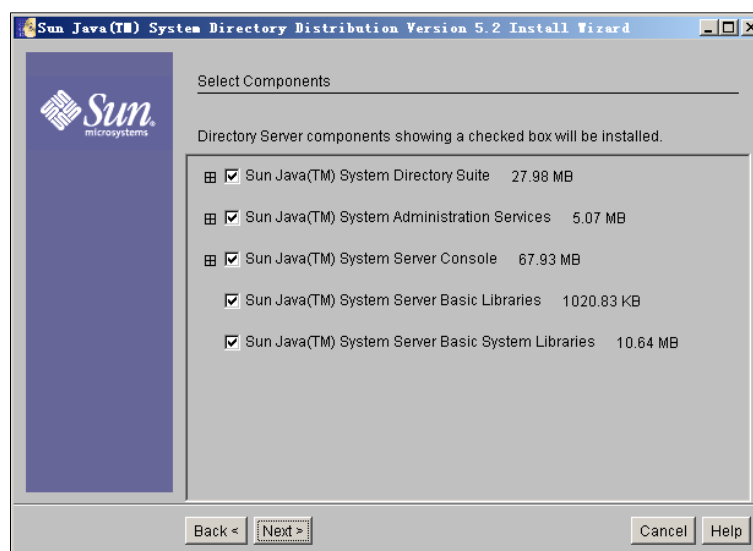 Sun Java(TM) System Directory Distribution Version 5.2 Install Wizard
Sun.
microsystems
Select Components
Directory Server components showing a checked box will be installed.
Sun Java(TM) System Directory Suite 27.98 MB
Sun Java(TM) System Administration Services 5.07 MB
Sun Java(TM) System Server Console 67.93 MB
Sun Java(TM) System Server Basic Libraries 1020.83 KB
Sun Java(TM) System Server Basic System Libraries 10.64 MB
Back < Next > Cancel Help